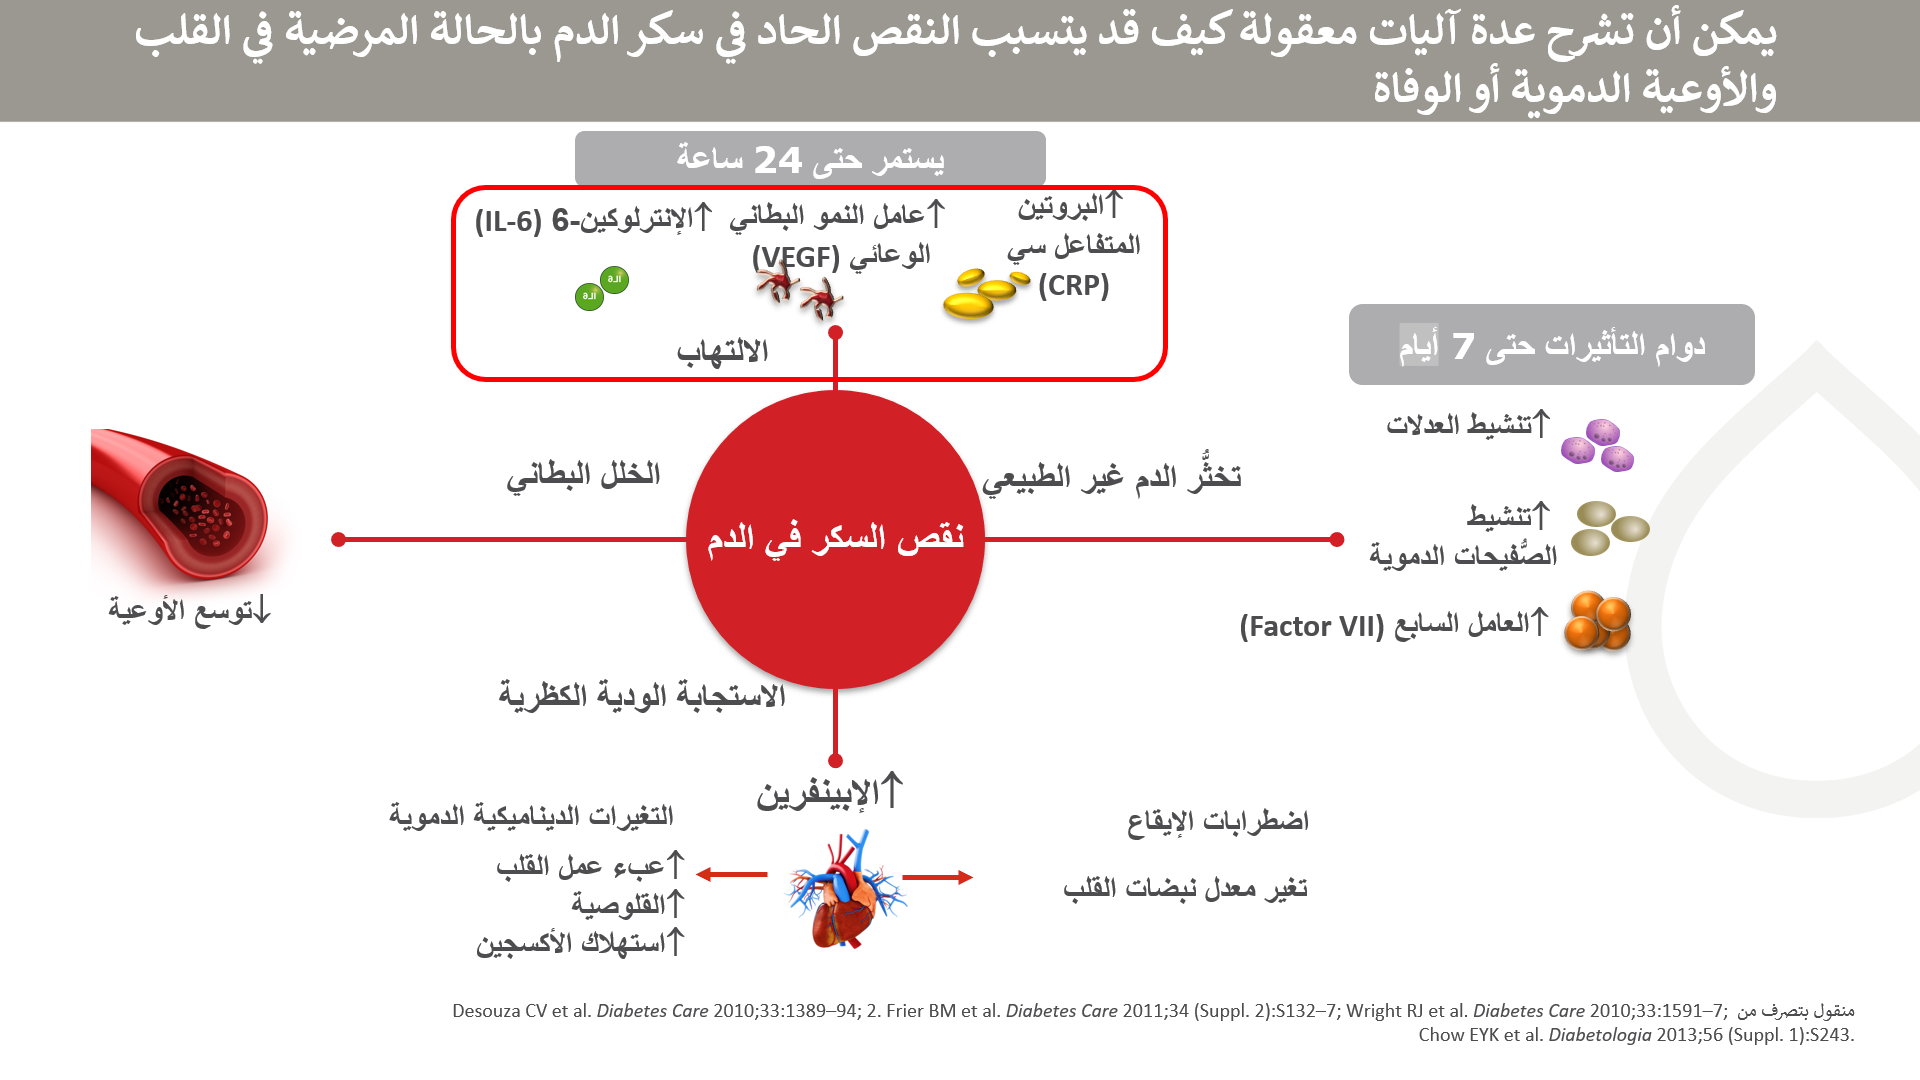 يمكن أن تشرح عدة آليات معقولة كيف قد يتسبب النقص الحاد في سكر الدم بالحالة المرضية في القلب
والأوعية الدموية أو الوفاة
يستمر حتى 24 ساعة
↑البروتين
المتفاعل سي
(CRP)
↑عامل النمو البطاني
الوعائي (VEGF)
↑الإنترلوكين-6 (IL-6)
الالتهاب
دوام التأثيرات حتى 7 أيام
↑تنشيط العدلات
↑تنشيط
الصُّفيحات الدموية
↑العامل السابع (Factor VII)
تخثُّر الدم غير الطبيعي
نقص السكر في الدم
الخلل البطاني
↓توسع الأوعية
الاستجابة الودية الكظرية
↑الإبينفرين
اضطرابات الإيقاع
تغير معدل نبضات القلب
التغيرات الديناميكية الدموية
↑عبء عمل القلب
↑القلوصية
↑استهلاك الأكسجين
منقول بتصرف من Desouza CV et al. Diabetes Care 2010;33:1389–94; 2. Frier BM et al. Diabetes Care 2011;34 (Suppl. 2):S132–7; Wright RJ et al. Diabetes Care 2010;33:1591–7;
Chow EYK et al. Diabetologia 2013;56 (Suppl. 1):S243.